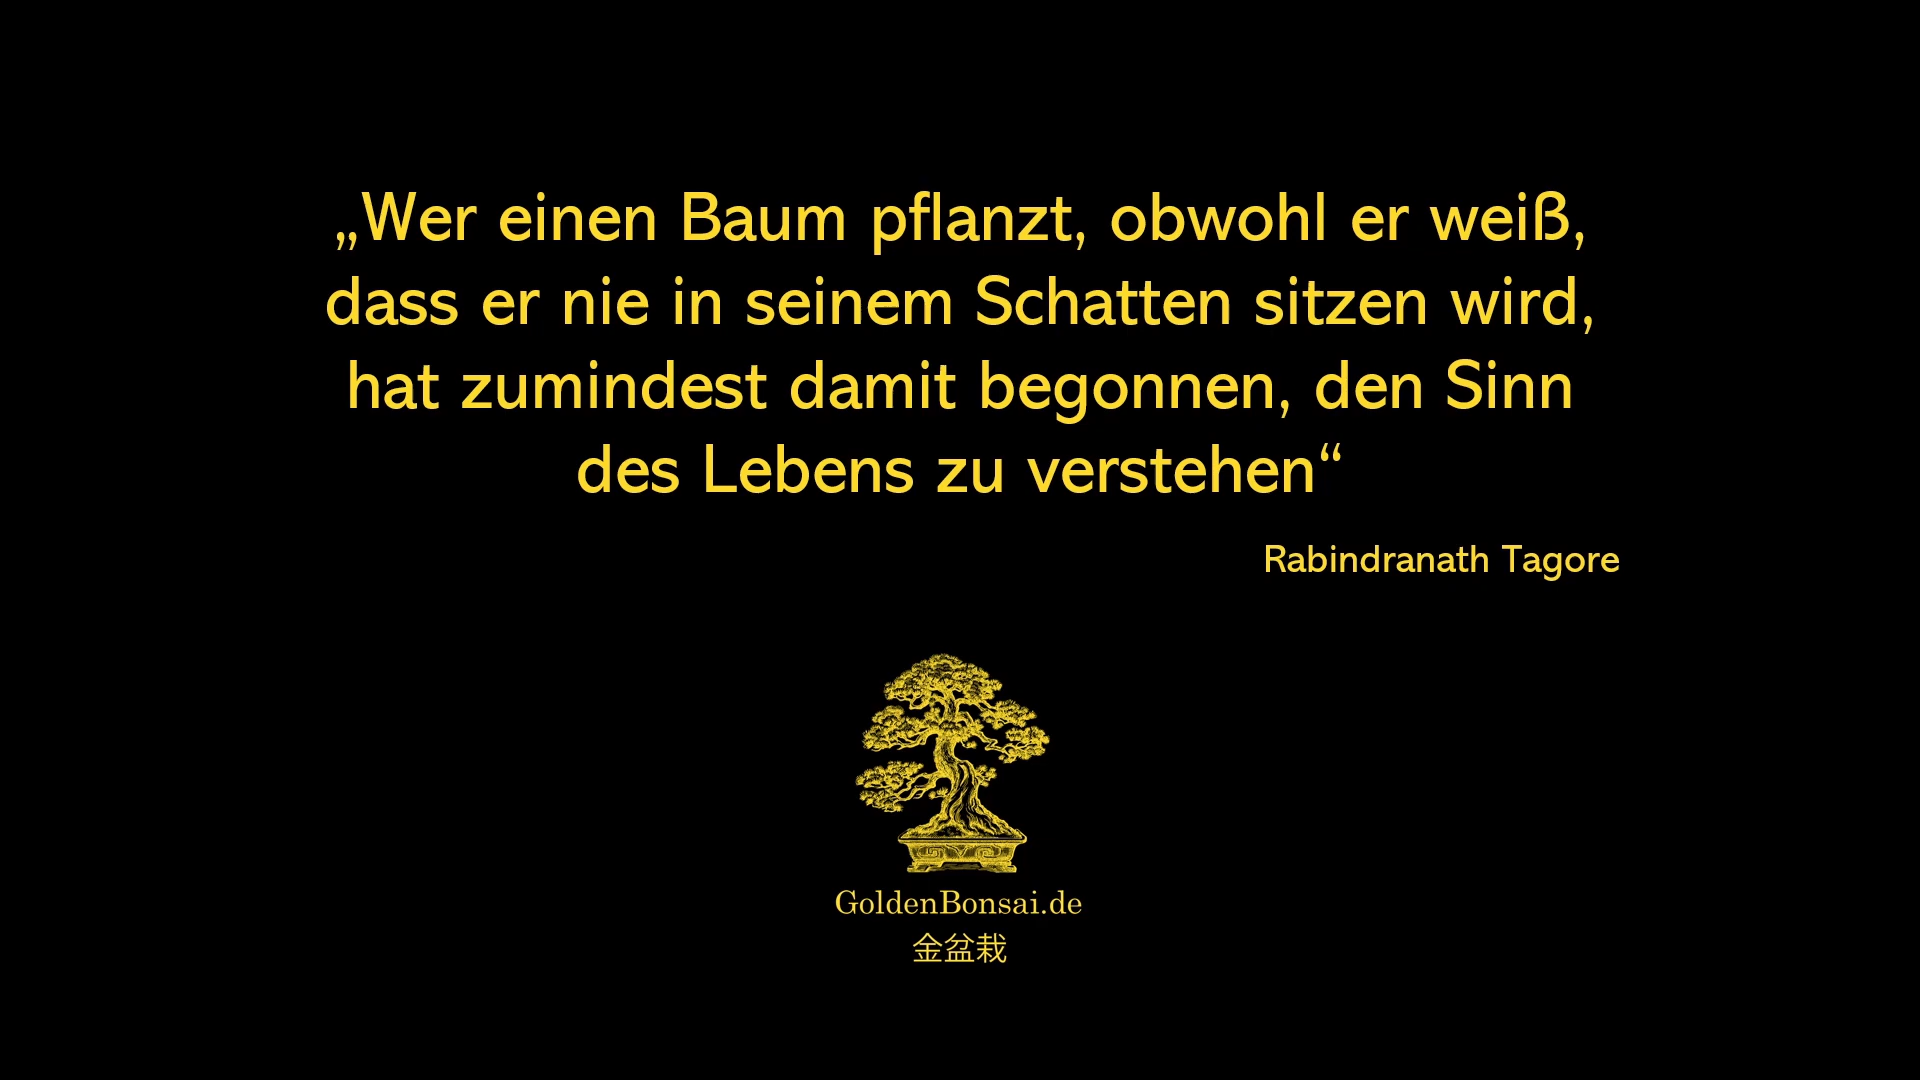 „Wer einen Baum pflanzt, obwohl er weiß,
dass er nie in seinem Schatten sitzen wird,
hat zumindest damit begonnen, den Sinn
des Lebens zu verstehen“
Rabindranath Tagore
GoldenBonsai.de
金盆栽